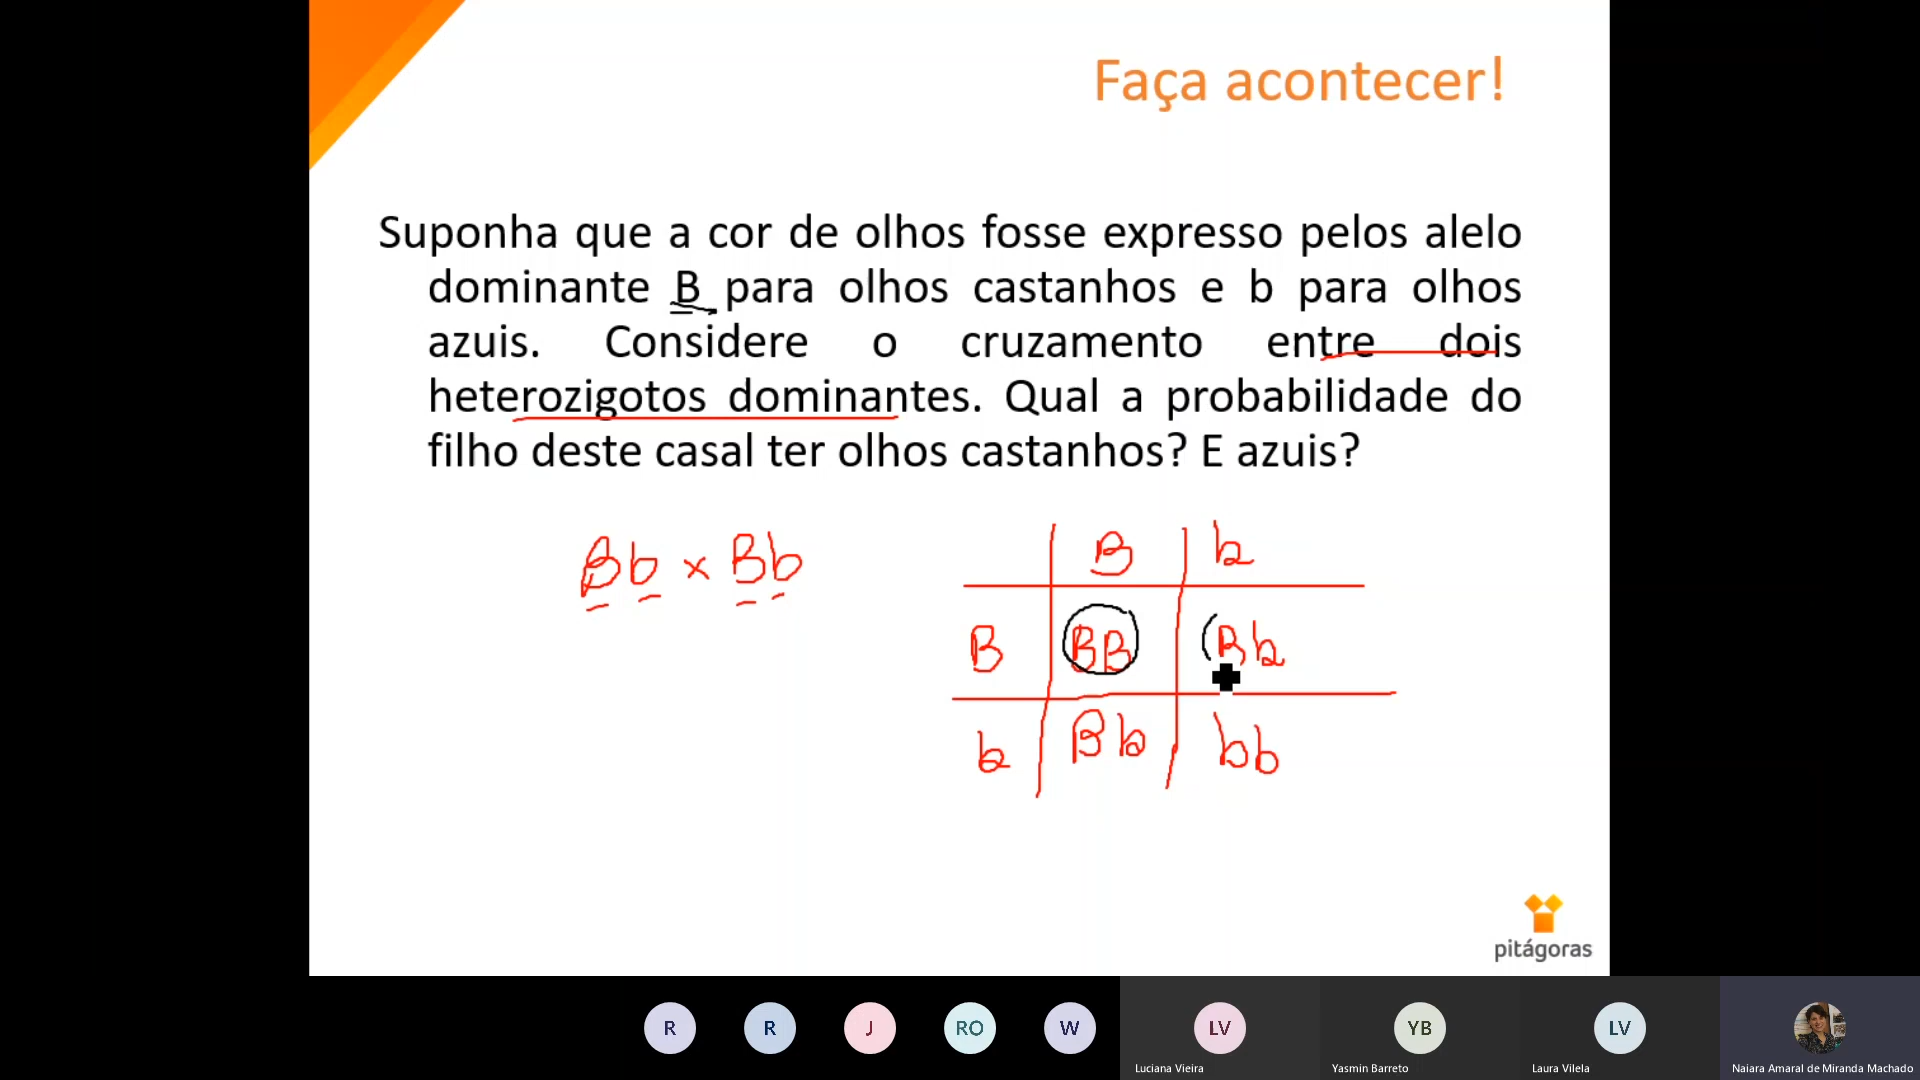 Faça acontecer!
Suponha que a cor de olhos fosse expresso pelos alelo
dominante B para olhos castanhos e b para olhos
azuis. Considere o cruzamento entre dois
heterozigotos dominantes. Qual a probabilidade do
filho deste casal ter olhos castanhos? E azuis?
Bb x Bb
B b
B BB Bb
b Bb bb
pitágoras
R R J RO W LV YB LV
Luciana Vieira Yasmin Barreto Laura Vilela Naiara Amaral de Miranda Machado